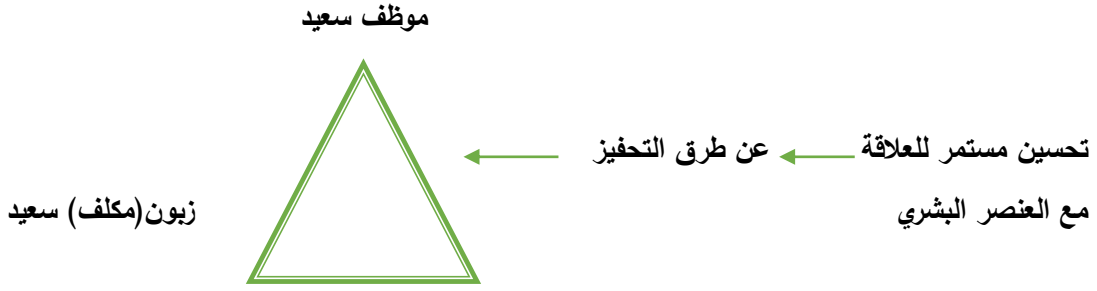 موظف سعيد
تحسين مستمر للعلاقة
مع العنصر البشري
عن طرق التحفيز
زبون(مكلف) سعيد